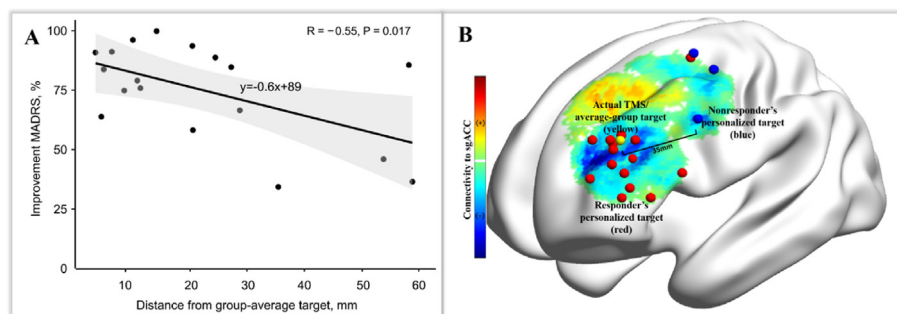 A
R = −0.55, P = 0.017
y=-0.6x+89
Improvement MADRS, %
100
75
50
25
0
10
20
30
40
50
60
Distance from group-average target, mm
B
Connectivity to sgACC
(+)
(-)
Actual TMS/
average-group target
(yellow)
Nonresponder's
personalized target
(blue)
35mm
Responder's
personalized target
(red)